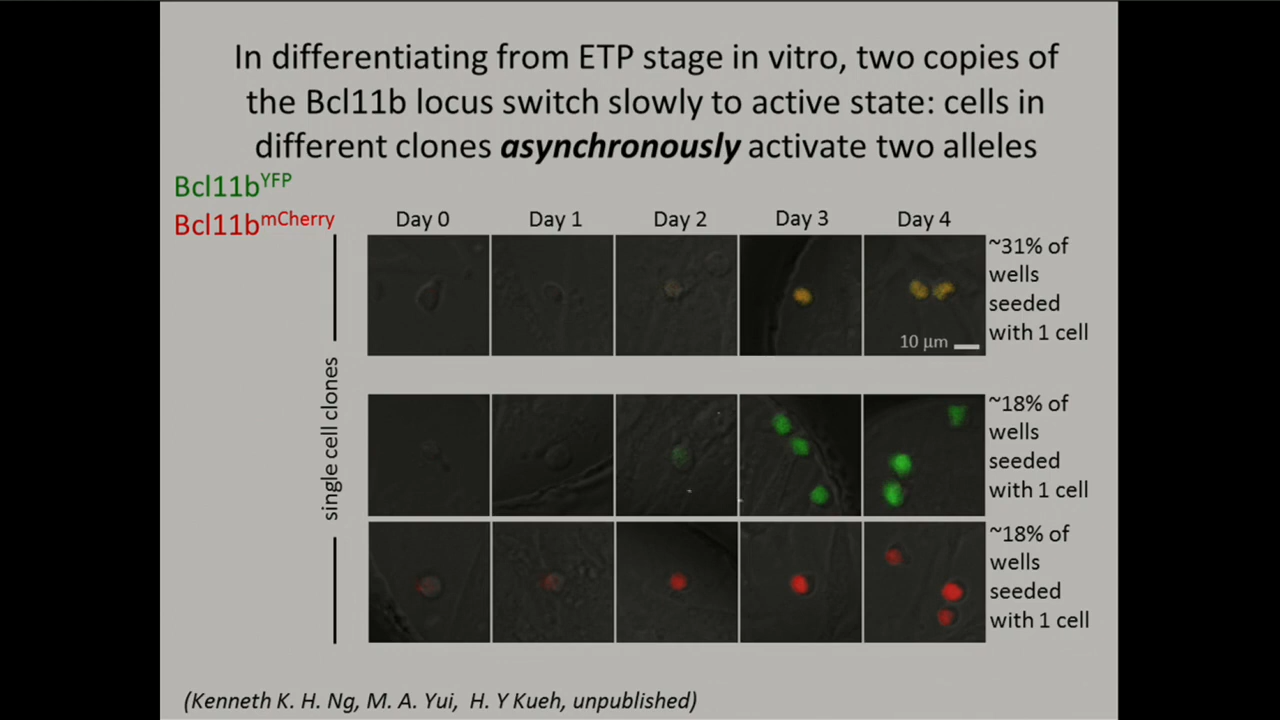 In differentiating from ETP stage in vitro, two copies of
the Bcl11b locus switch slowly to active state: cells in
different clones asynchronously activate two alleles
Bcl11bYFP
Bcl11bmCherry
Day 0
Day 1
Day 2
Day 3
Day 4
~31% of
wells
seeded
with 1 cell
10 µm
single cell clones
~18% of
wells
seeded
with 1 cell
~18% of
wells
seeded
with 1 cell
(Kenneth K. H. Ng, M. A. Yui, H. Y Kueh, unpublished)